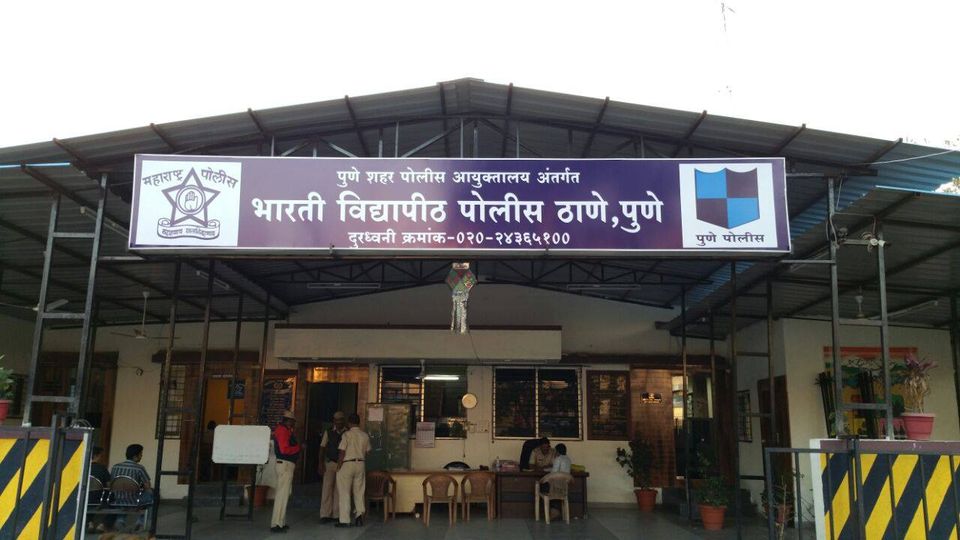 पुणे शहर पोलीस आयुक्तालय अंतर्गत
भारती विद्यापीठ पोलीस ठाणे, पुणे
दुरध्वनी क्रमांक-०२०-२४३६५१००
महाराष्ट्र पोलीस
पुणे पोलीस